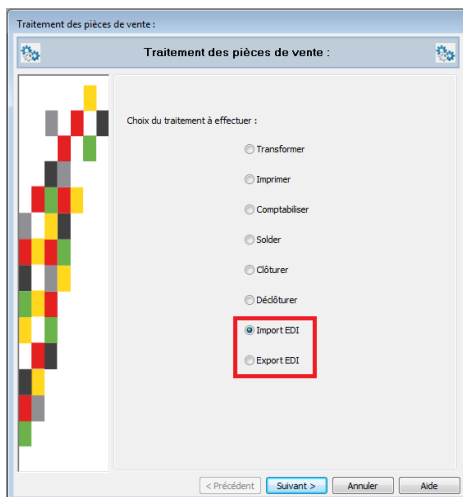 Traitement des pièces de vente :
Traitement des pièces de vente :
Choix du traitement à effectuer :
Transformer
Imprimer
Comptabiliser
Solder
Clôturer
Déclôturer
Import EDI
Export EDI
< Précédent Suivant > Annuler Aide